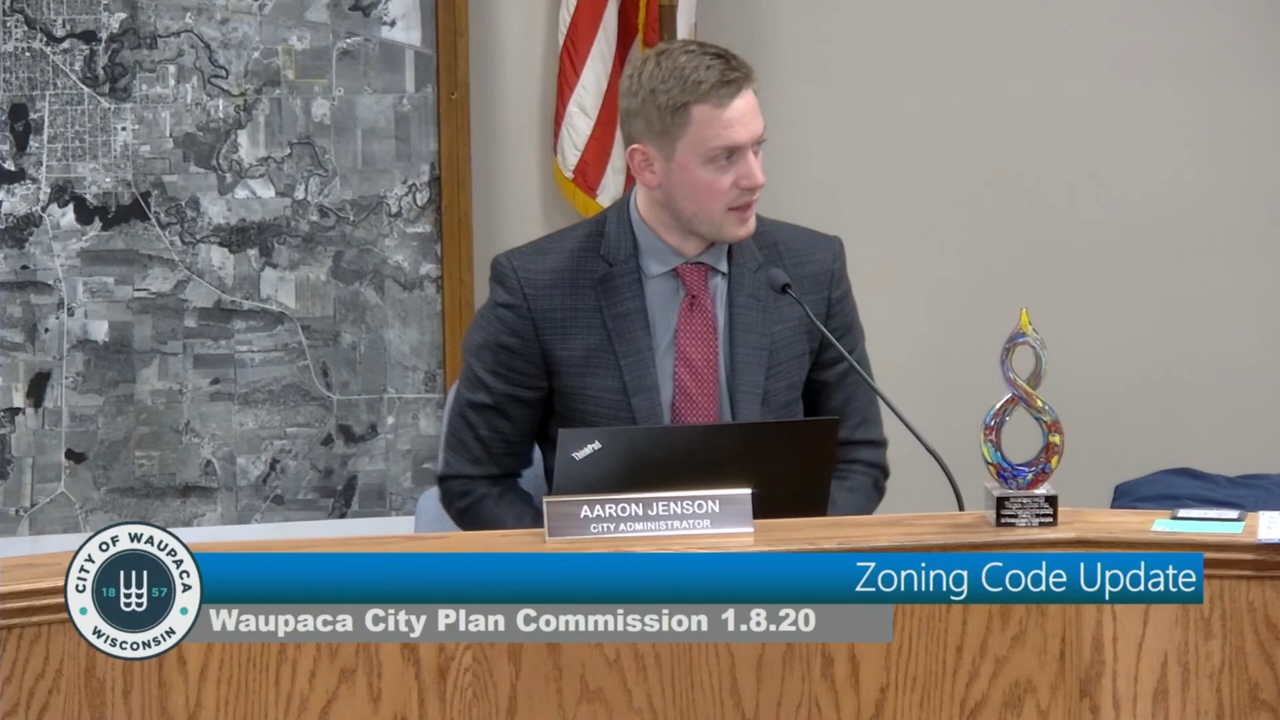 ThinkPad
AARON JENSON
CITY ADMINISTRATOR
Zoning Code Update
Waupaca City Plan Commission 1.8.20
CITY OF WAUPACA
18 57
WISCONSIN